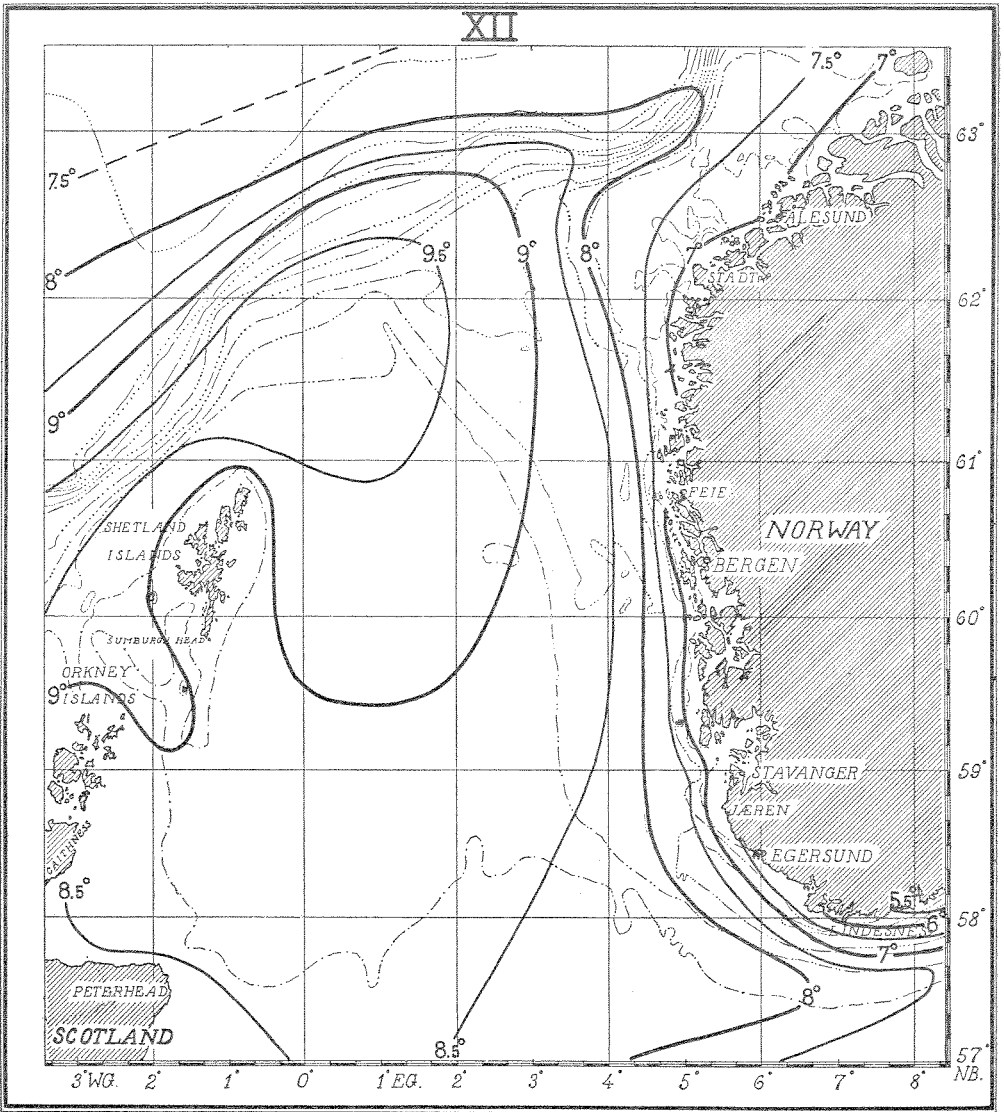 XII
7.5°
7°
63°
7.5°
ÅLESUND
8°
9.5°
9°
8°
7°
STADT
62°
9°
61°
FEIE
SHETLAND
ISLANDS
NORWAY
BERGEN
60°
SUMBURGH HEAD
ORKNEY
ISLANDS
9°
59°
STAVANGER
JÆREN
CAITHNESS
EGERSUND
8.5°
5.5°
58°
6°
LINDESNES
7°
PETERHEAD
8°
SCOTLAND
8.5°
57°
3° WG. 2° 1° 0° 1° EG. 2° 3° 4° 5° 6° 7° 8° NB.